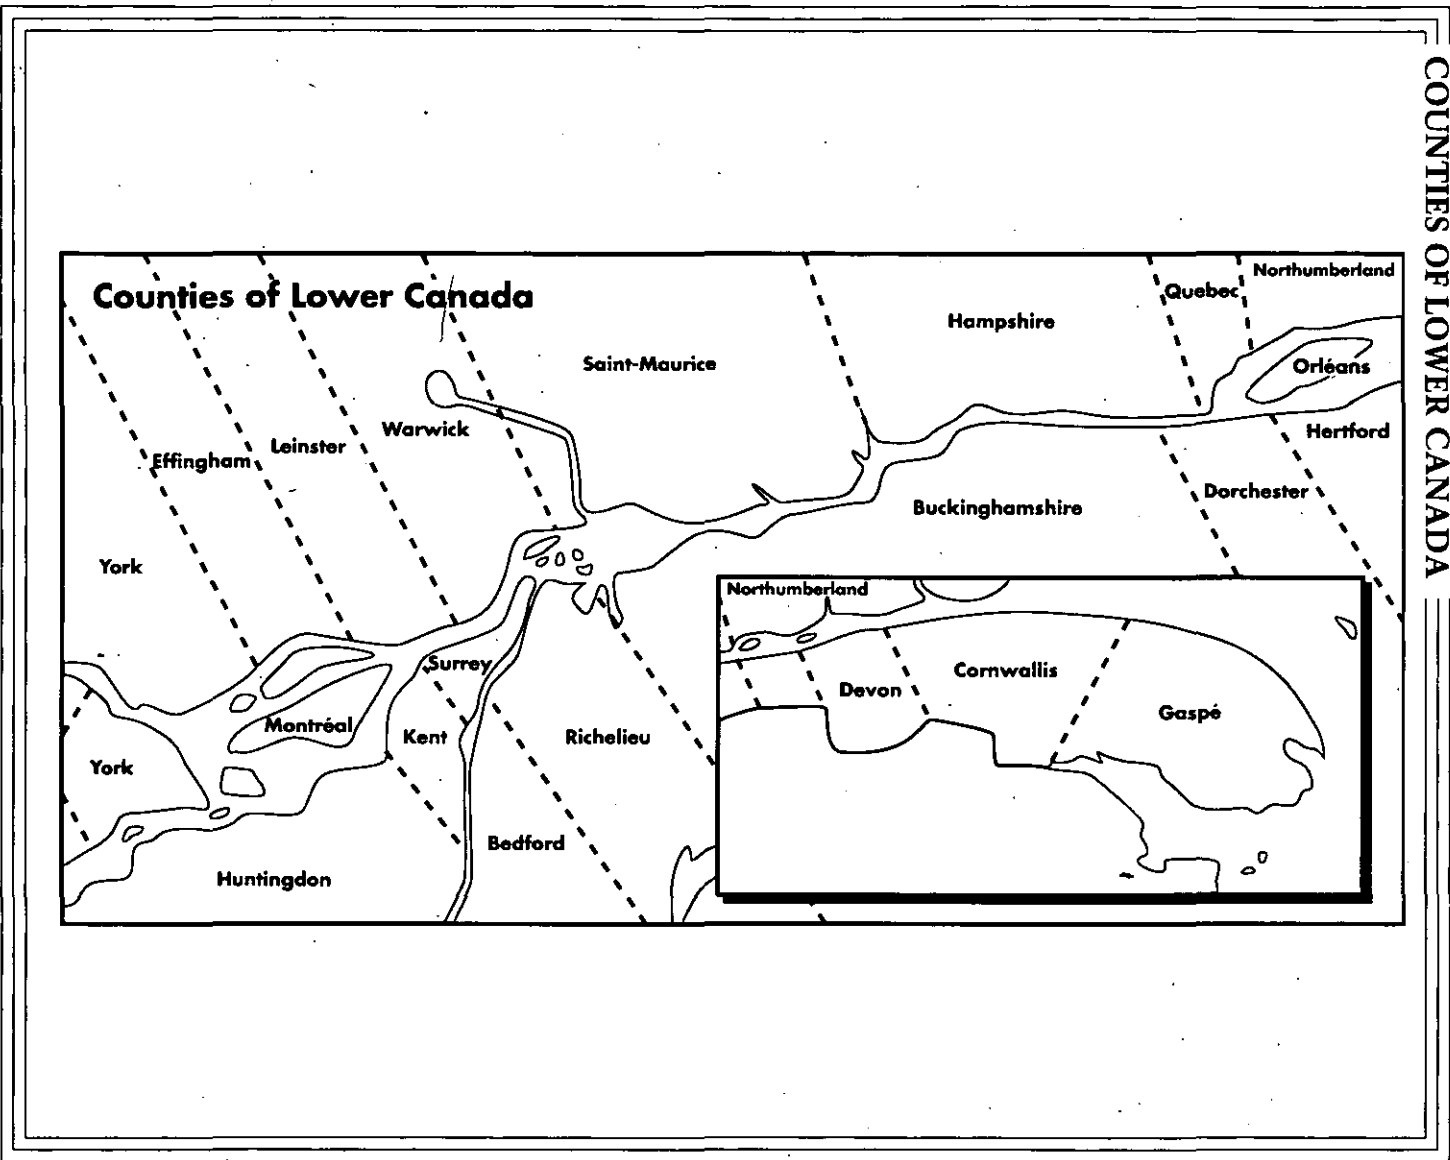 COUNTIES OF LOWER CANADA
Counties of Lower Canada
Northumberland
Quebec
Hampshire
Saint-Maurice
Orléans
Warwick
Hertford
Leinster
Effingham
Dorchester
Buckinghamshire
York
Northumberland
Surrey
Cornwallis
Devon
Gaspé
Montréal
Kent
Richelieu
York
Bedford
Huntingdon